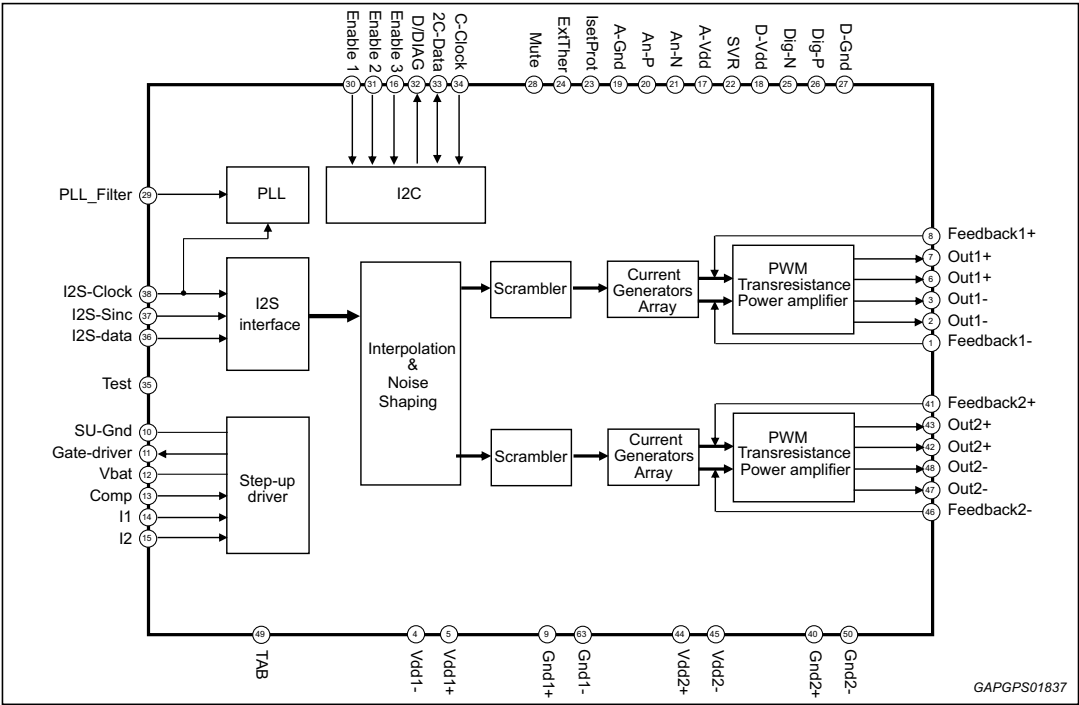 Enable 1
Enable 2
Enable 3
D/DIAG
2C-Data
C-Clock
Mute
ExtTher
IsetProt
A-Gnd
An-P
An-N
A-Vdd
SVR
D-Vdd
Dig-N
Dig-P
D-Gnd
30
31
16
32
33
34
28
24
23
19
20
21
17
22
18
25
26
27
PLL_Filter
29
PLL
I2C
I2S-Clock
38
I2S-Sinc
37
I2S-data
36
I2S
interface
Test
35
SU-Gnd
10
Gate-driver
11
Vbat
12
Comp
13
I1
14
I2
15
Step-up
driver
Interpolation
&
Noise
Shaping
Scrambler
Current
Generators
Array
PWM
Transresistance
Power amplifier
8
Feedback1+
7
Out1+
6
Out1+
3
Out1-
2
Out1-
1
Feedback1-
Scrambler
Current
Generators
Array
PWM
Transresistance
Power amplifier
41
Feedback2+
43
Out2+
42
Out2+
48
Out2-
47
Out2-
46
Feedback2-
49
4
5
9
63
44
45
40
50
TAB
Vdd1-
Vdd1+
Gnd1+
Gnd1-
Vdd2+
Vdd2-
Gnd2+
Gnd2-
GAPGPS01837